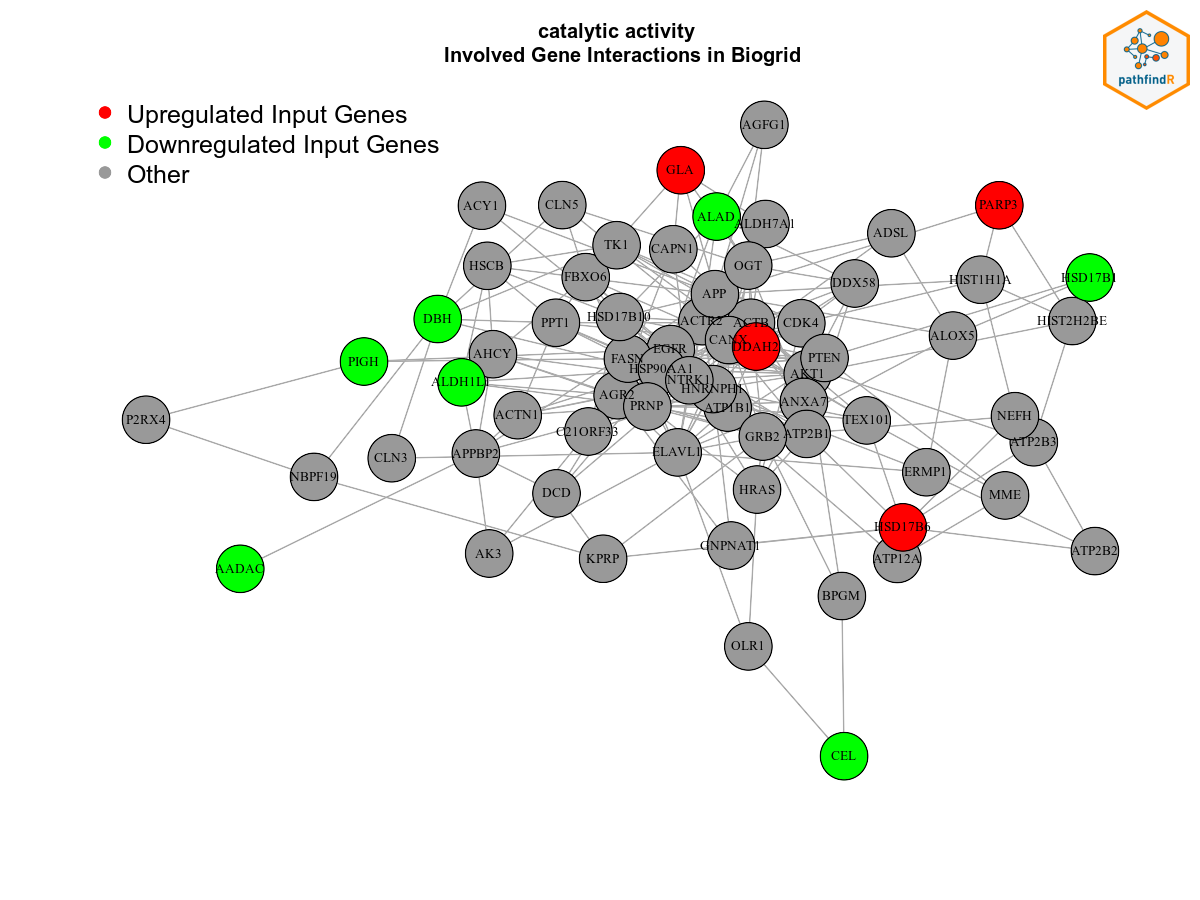 catalytic activity
Involved Gene Interactions in Biogrid
pathfindR
Upregulated Input Genes
Downregulated Input Genes
Other
AGFG1
GLA
ACY1
CLN5
ALAD
ALDH7A1
PARP3
ADSL
TK1
CAPN1
HSCB
FBXO6
OGT
DDX58
HIST1H1A
HSD17B1
APP
DBH
PPT1
HSD17B10
ACTR2
ACTB
CDK4
HIST2H2BE
ALOX5
CANX
DDAH2
EGFR
AHCY
FASN
PTEN
PIGH
HSP90AA1
AKT1
ALDH1L1
NTRK1
HNRNPH1
AGR2
PRNP
ATP1B1
ANXA7
P2RX4
ACTN1
TEX101
NEFH
C21ORF33
GRB2
ATP2B1
ATP2B3
CLN3
APPBP2
ELAVL1
NBPF19
ERMP1
DCD
HRAS
MME
HSD17B6
AK3
KPRP
GNPNAT1
ATP12A
ATP2B2
AADAC
BPGM
OLR1
CEL